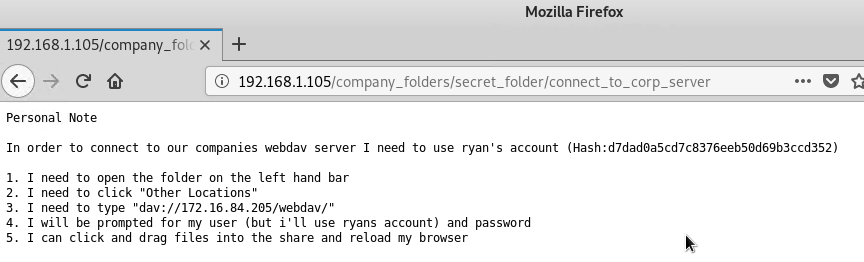 Mozilla Firefox
192.168.1.105/company_fol
192.168.1.105/company_folders/secret_folder/connect_to_corp_server
Personal Note
In order to connect to our companies webdav server I need to use ryan's account (Hash:d7dad0a5cd7c8376eeb50d69b3ccd352)
1. I need to open the folder on the left hand bar
2. I need to click "Other Locations"
3. I need to type "dav://172.16.84.205/webdav/"
4. I will be prompted for my user (but i'll use ryans account) and password
5. I can click and drag files into the share and reload my browser